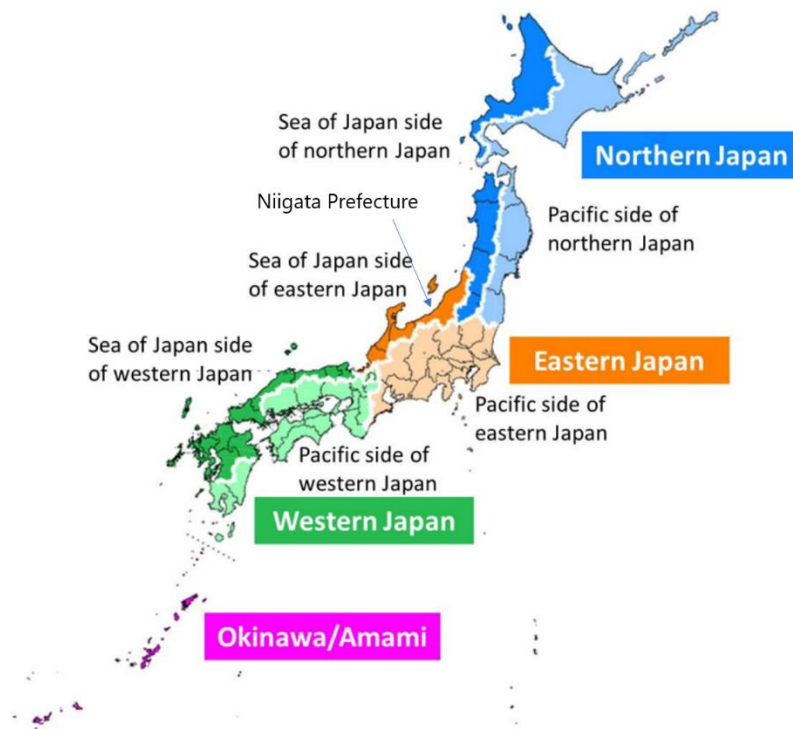 Sea of Japan side
of northern Japan
Northern Japan
Niigata Prefecture
Pacific side of
northern Japan
Sea of Japan side
of eastern Japan
Sea of Japan side
of western Japan
Eastern Japan
Pacific side of
eastern Japan
Pacific side of
western Japan
Western Japan
Okinawa/Amami